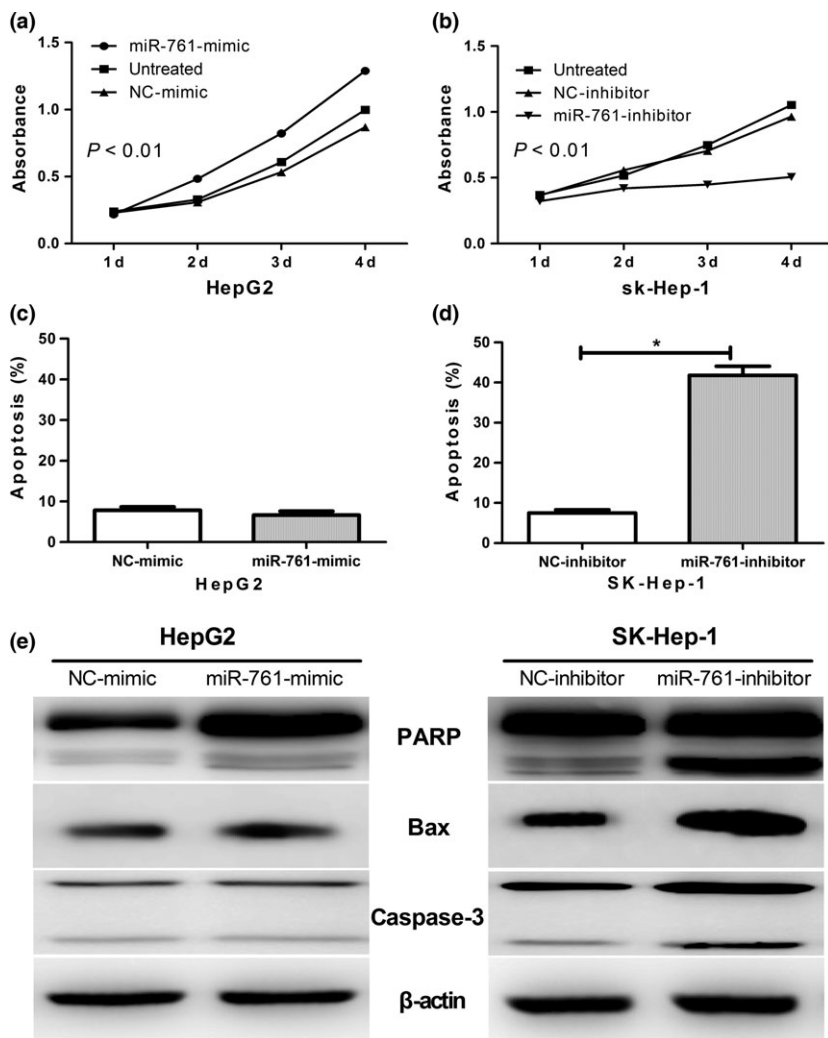 (a)
miR-761-mimic
Untreated
NC-mimic
P < 0.01
Absorbance
1.5
1.0
0.5
0.0
1 d 2 d 3 d 4 d
HepG2
(b)
Untreated
NC-inhibitor
miR-761-inhibitor
P < 0.01
Absorbance
1.5
1.0
0.5
0.0
1 d 2 d 3 d 4 d
sk-Hep-1
(c)
Apoptosis (%)
50
40
30
20
10
0
NC-mimic miR-761-mimic
HepG2
(d)
*
Apoptosis (%)
50
40
30
20
10
0
NC-inhibitor miR-761-inhibitor
SK-Hep-1
(e)
HepG2 SK-Hep-1
NC-mimic miR-761-mimic NC-inhibitor miR-761-inhibitor
PARP
Bax
Caspase-3
β-actin